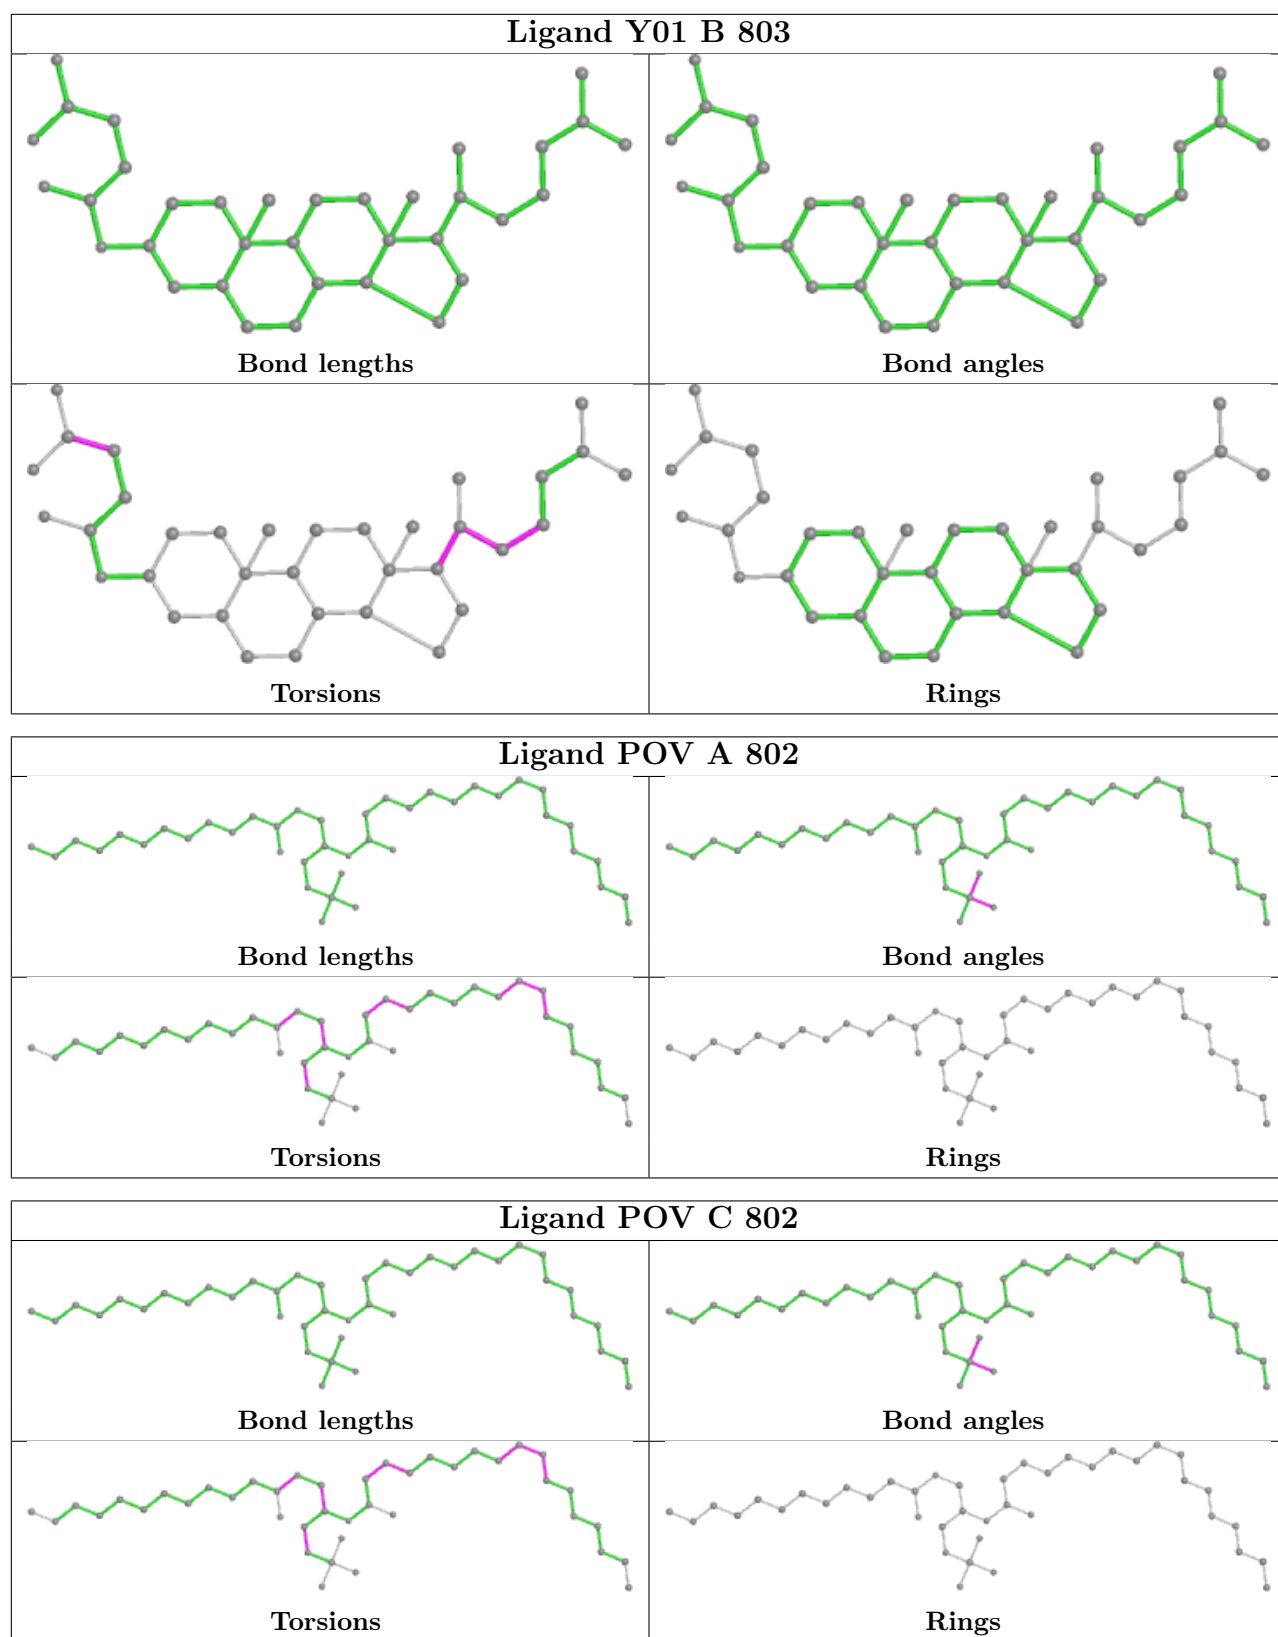 Ligand Y01 B 803
Bond lengths
Bond angles
Torsions
Rings
Ligand POV A 802
Bond lengths
Bond angles
Torsions
Rings
Ligand POV C 802
Bond lengths
Bond angles
Torsions
Rings